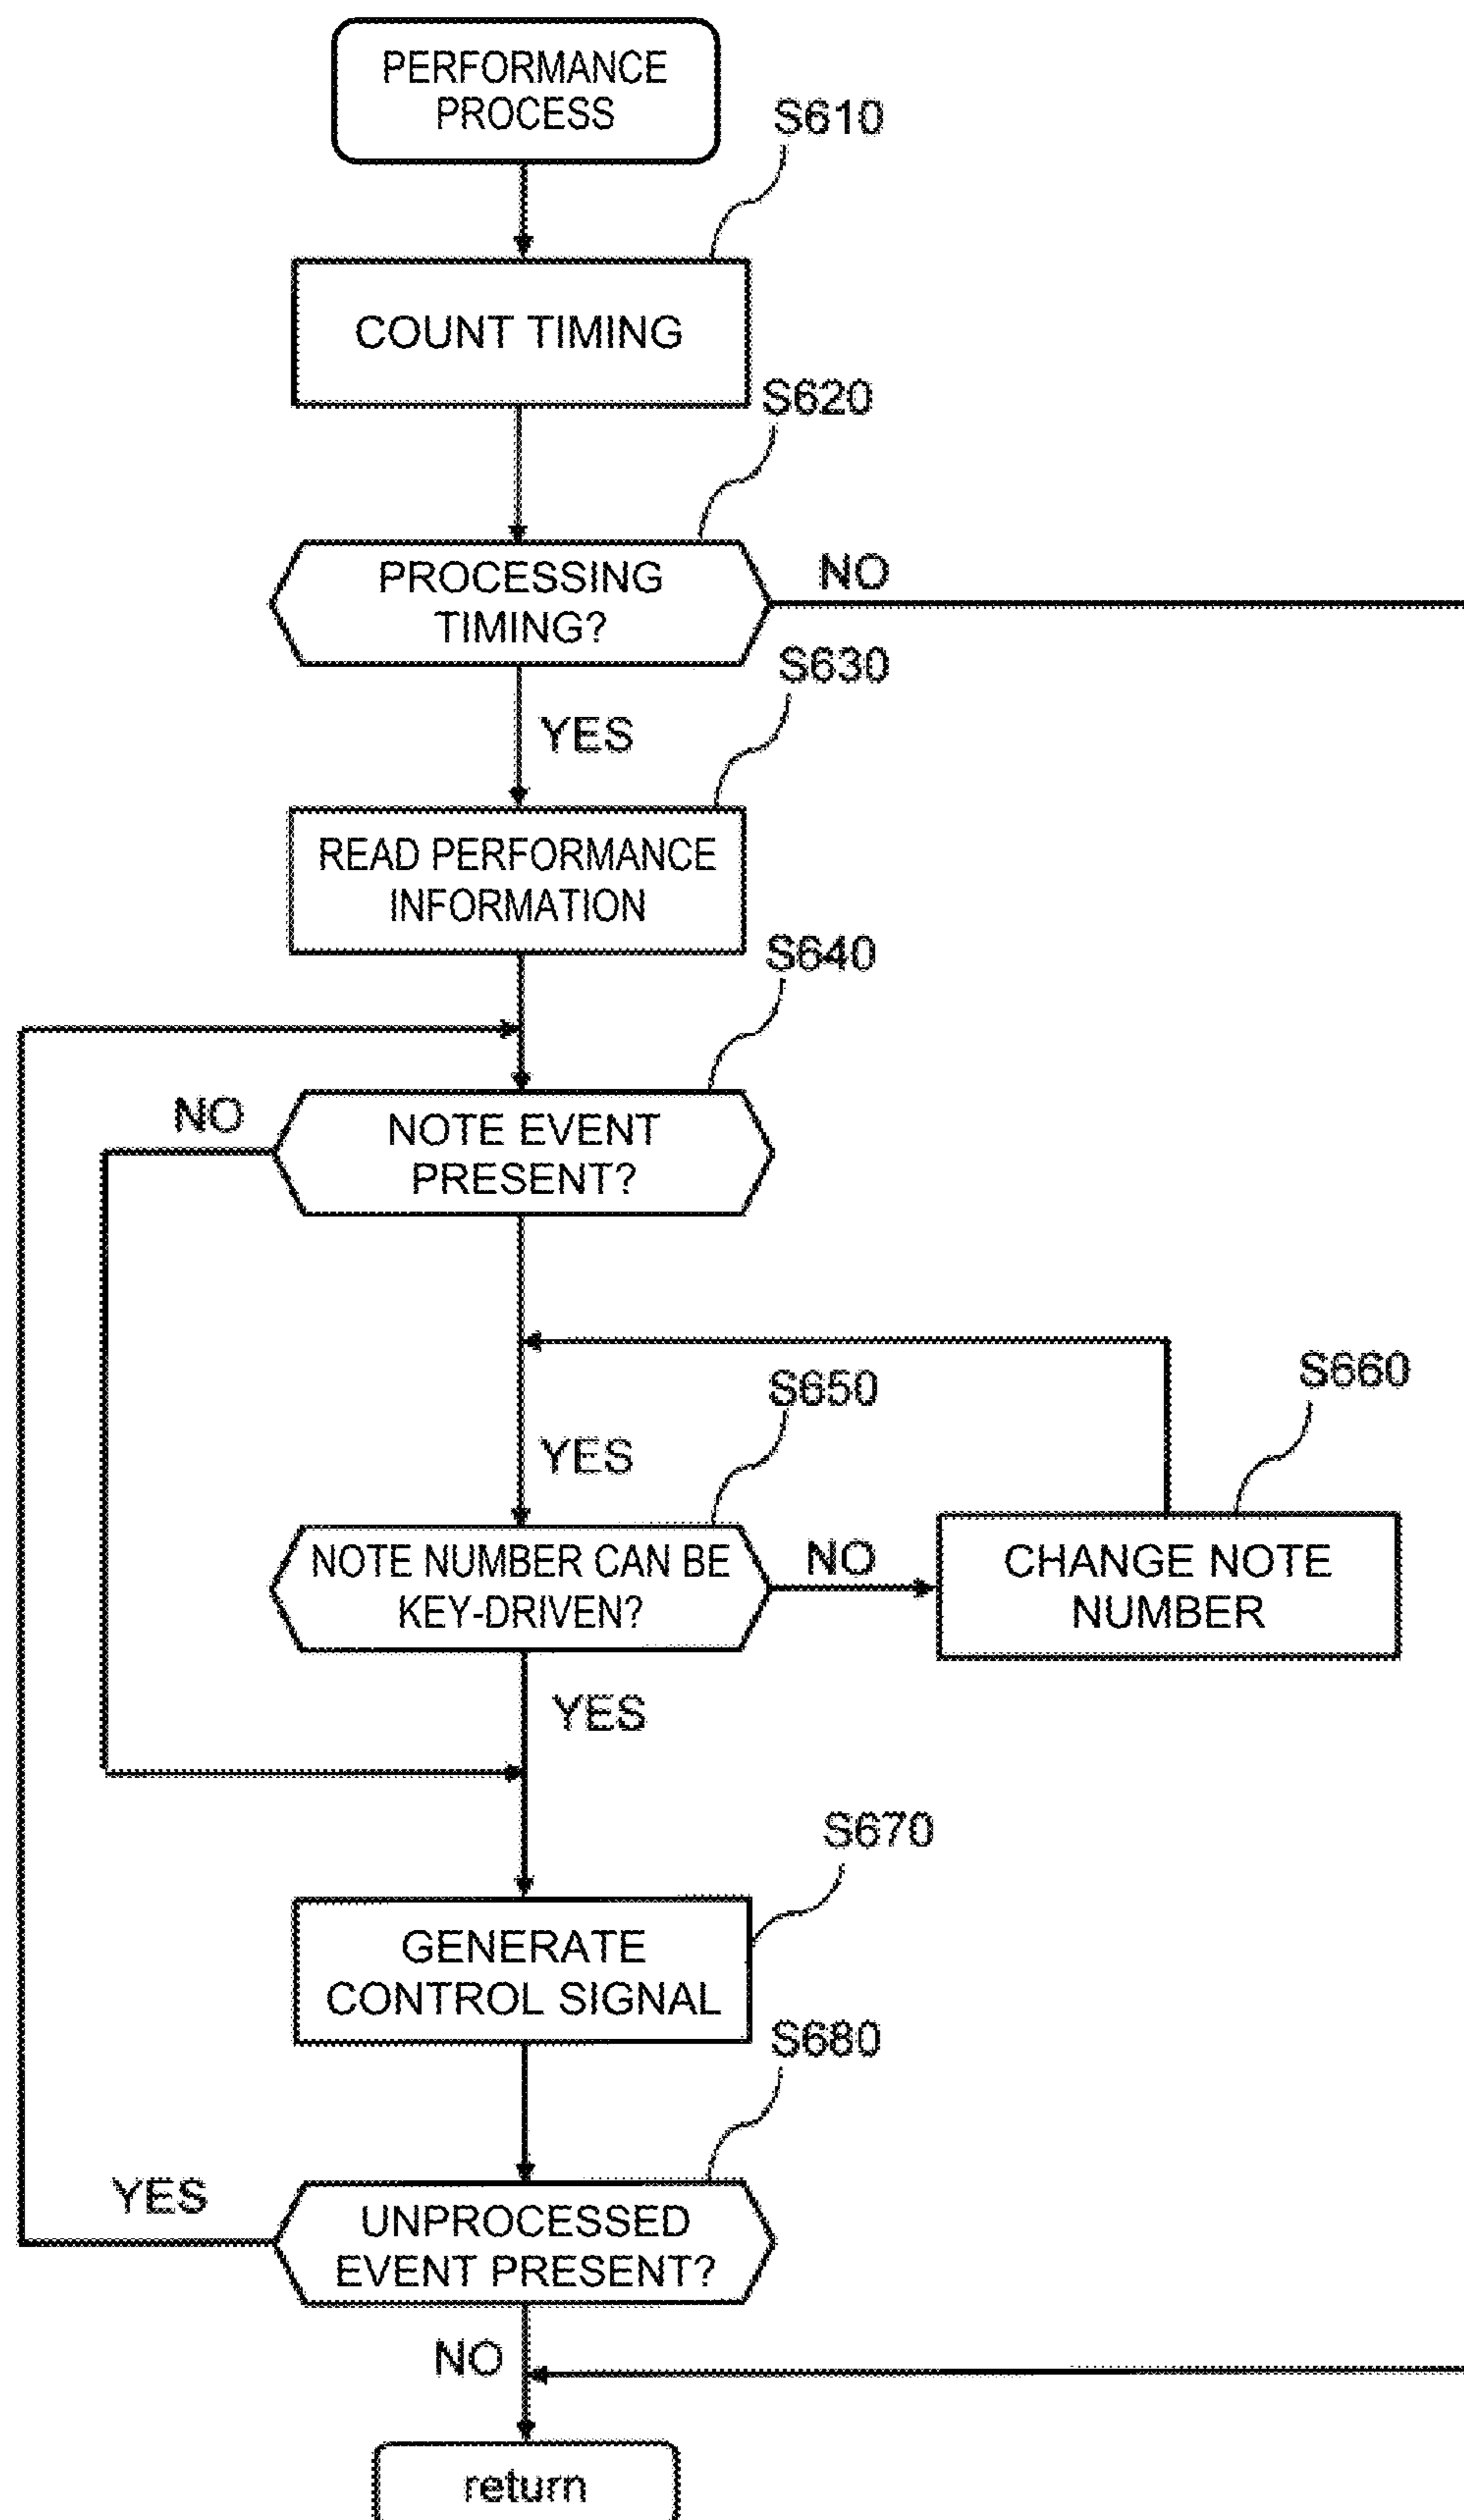 PERFORMANCE
PROCESS
S610
COUNT TIMING
S620
PROCESSING
TIMING?
NO
S630
YES
READ PERFORMANCE
INFORMATION
S640
NO
NOTE EVENT
PRESENT?
S650
S660
YES
NOTE NUMBER CAN BE
KEY-DRIVEN?
NO
CHANGE NOTE
NUMBER
YES
S670
GENERATE
CONTROL SIGNAL
S680
YES
UNPROCESSED
EVENT PRESENT?
NO
return